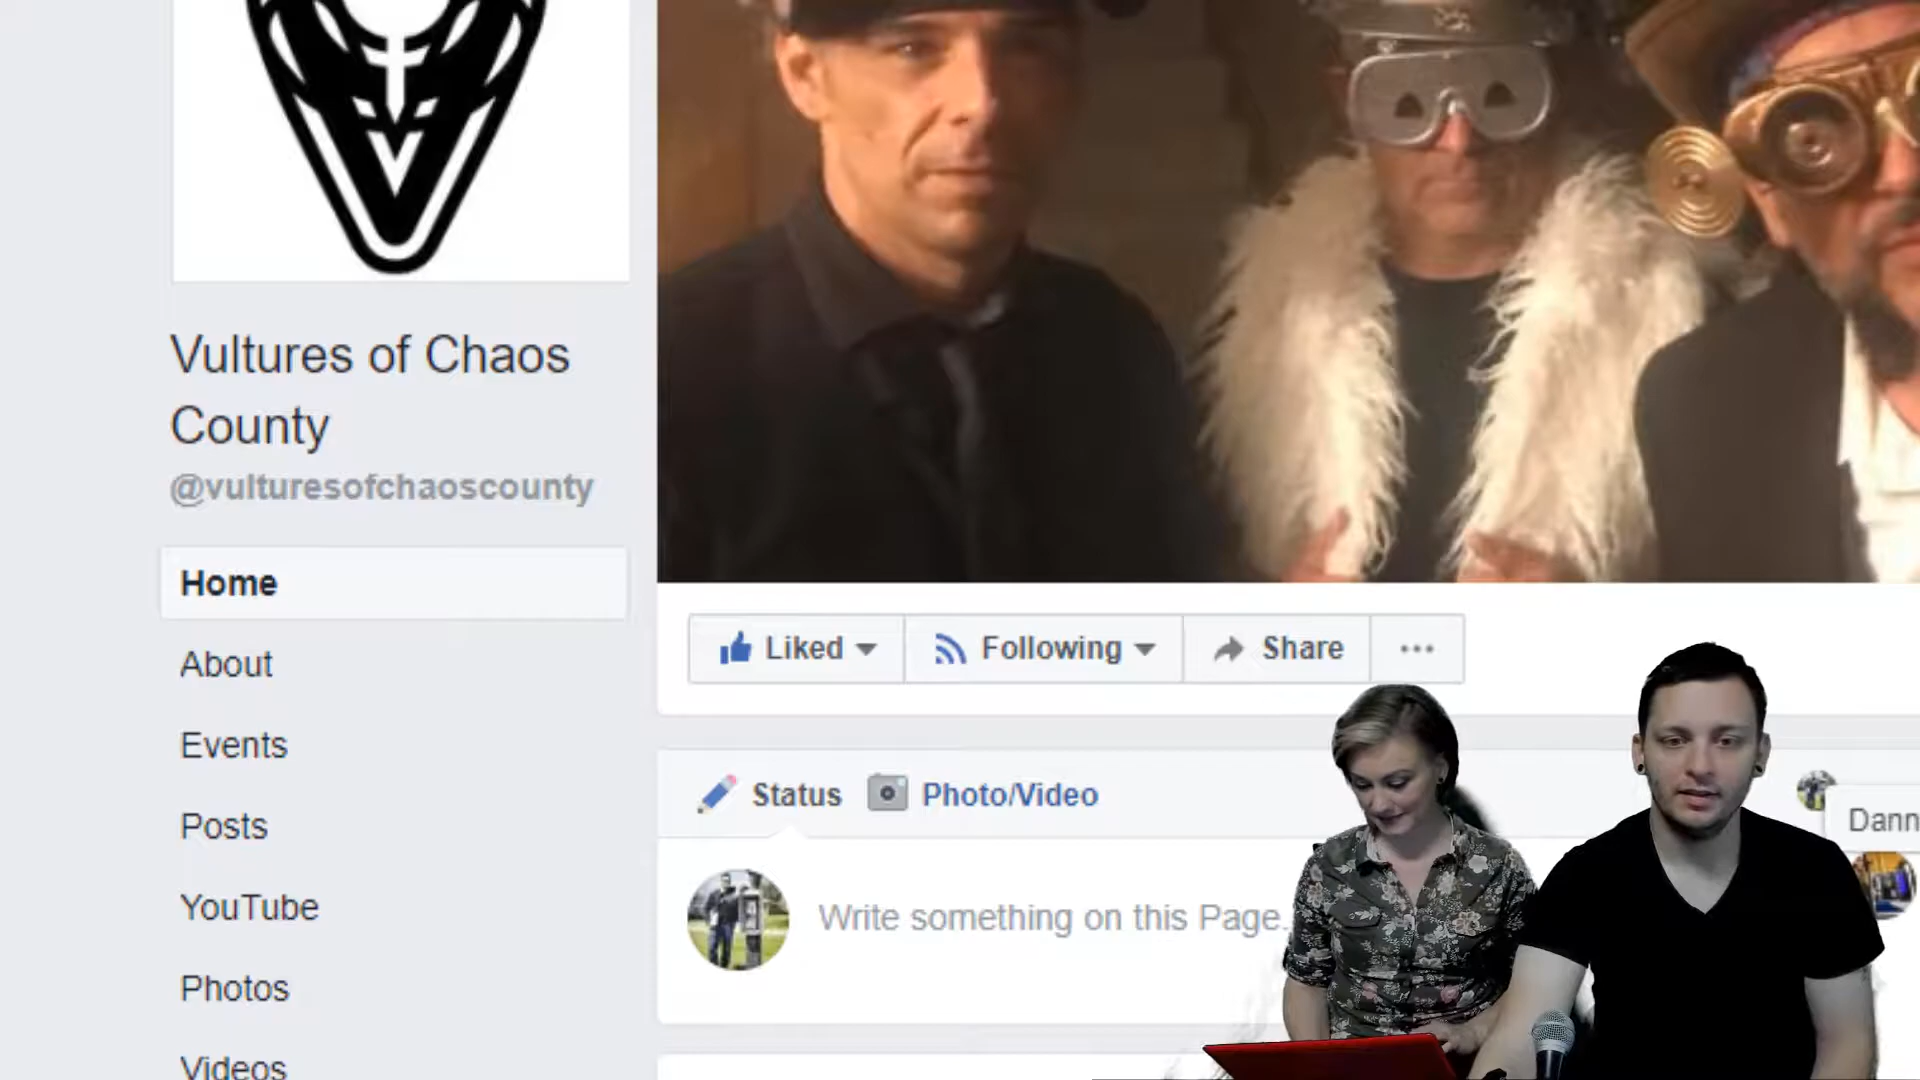 Vultures of Chaos
County
@vulturesofchaoscounty
Home
About
Events
Posts
YouTube
Photos
Videos
Liked
Following
Share
Status
Photo/Video
Dann
Write something on this Page.